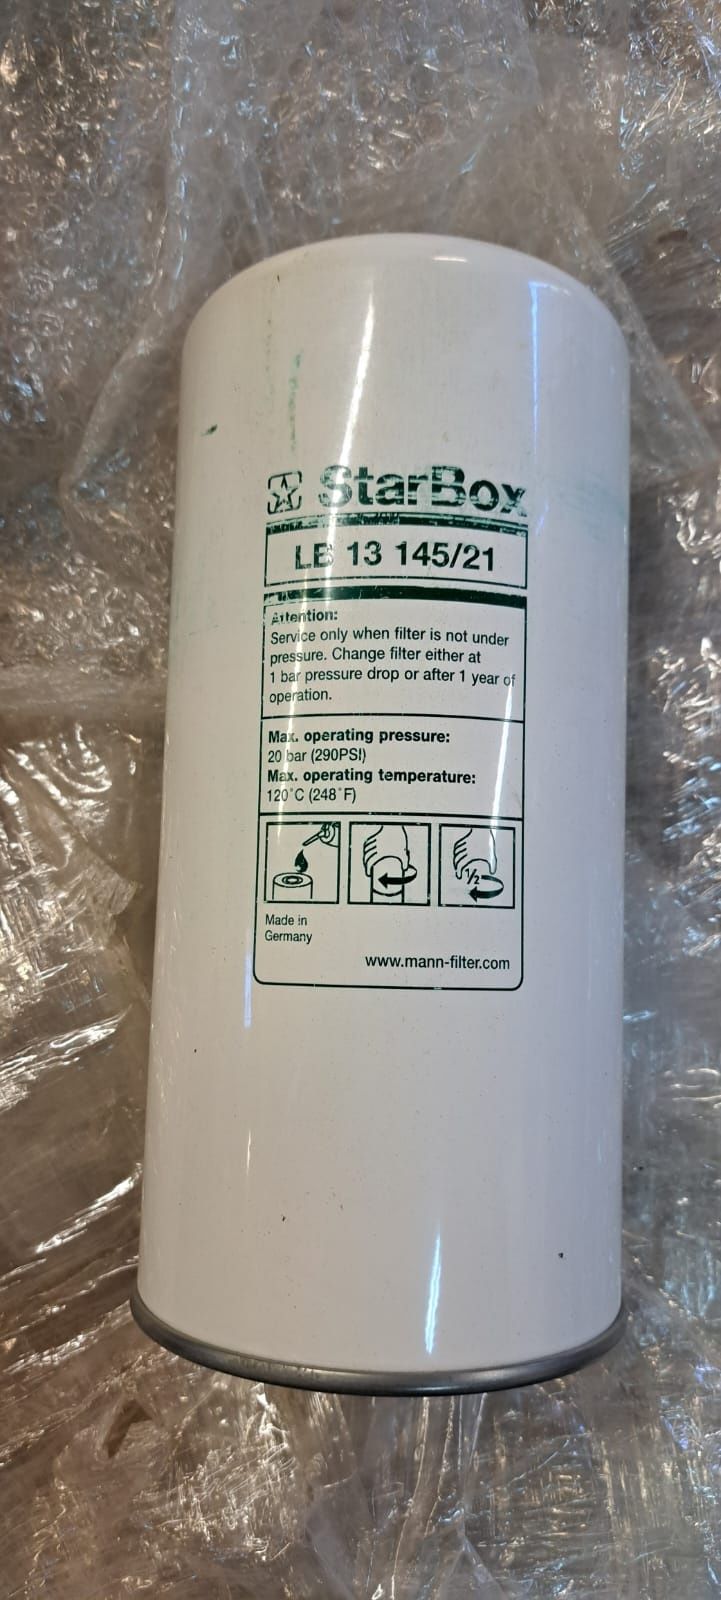 StarBox
LB 13 145/21
Attention:
Service only when filter is not under
pressure. Change filter either at
1 bar pressure drop or after 1 year of
operation.
Max. operating pressure:
20 bar (290PSI)
Max. operating temperature:
120°C (248°F)
1/2
Made in
Germany
www.mann-filter.com